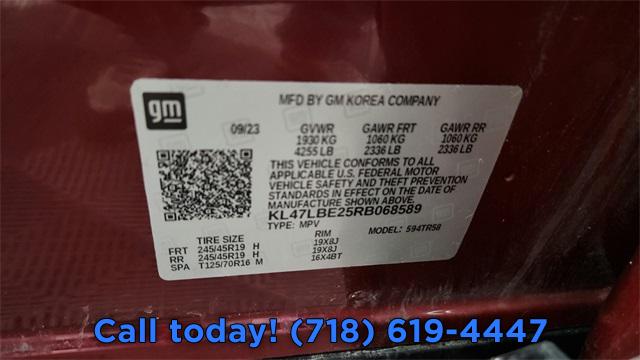 gm
MFD BY GM KOREA COMPANY
09/23 GVWR GAWR FRT GAWR RR
1930 KG 1060 KG 1060 KG
4255 LB 2336 LB 2336 LB
THIS VEHICLE CONFORMS TO ALL
APPLICABLE U.S. FEDERAL MOTOR
VEHICLE SAFETY AND THEFT PREVENTION
STANDARDS IN EFFECT ON THE DATE OF
MANUFACTURE SHOWN ABOVE.
KL47LBE25RB068589
TYPE: MPV MODEL: 594TR58
TIRE SIZE RIM
FRT 245/45R19 H 19X8J
RR 245/45R19 H 19X8J
SPA T125/70R16 M 16X4BT
Call today! (718) 619-4447